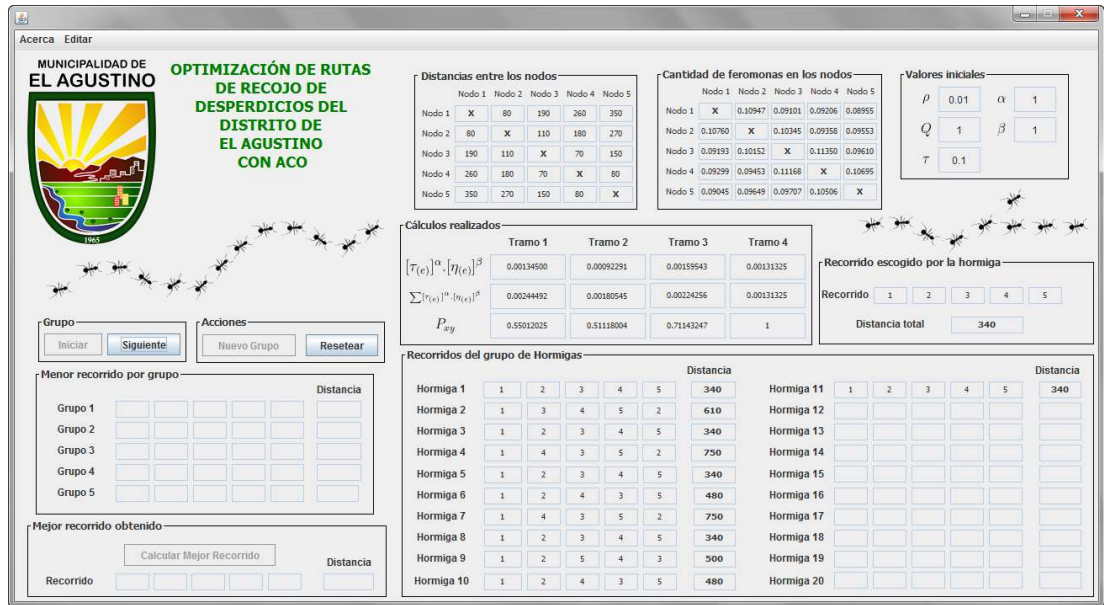 Acerca Editar
MUNICIPALIDAD DE
EL AGUSTINO
1965
OPTIMIZACIÓN DE RUTAS
DE RECOJO DE
DESPERDICIOS DEL
DISTRITO DE
EL AGUSTINO
CON ACO
Distancias entre los nodos
Nodo 1 Nodo 2 Nodo 3 Nodo 4 Nodo 5
Nodo 1 X 80 190 260 350
Nodo 2 80 X 110 180 270
Nodo 3 190 110 X 70 150
Nodo 4 260 180 70 X 80
Nodo 5 350 270 150 80 X
Cantidad de feromonas en los nodos
Nodo 1 Nodo 2 Nodo 3 Nodo 4 Nodo 5
Nodo 1 X 0.10947 0.09101 0.09206 0.08955
Nodo 2 0.10760 X 0.10345 0.09358 0.09553
Nodo 3 0.09193 0.10152 X 0.11350 0.09610
Nodo 4 0.09299 0.09453 0.11168 X 0.10695
Nodo 5 0.09045 0.09649 0.09707 0.10506 X
Valores iniciales
ρ 0.01 α 1
Q 1 β 1
τ 0.1
Cálculos realizados
Tramo 1 Tramo 2 Tramo 3 Tramo 4
[τ(e)]^α.[η(e)]^β 0.00134500 0.00092291 0.00159543 0.00131325
∑[τ(e)]^α.[η(e)]^β 0.00244492 0.00180545 0.00224256 0.00131325
Pxy 0.55012025 0.51118004 0.71143247 1
Recorrido escogido por la hormiga
Recorrido 1 2 3 4 5
Distancia total 340
Grupo
Iniciar Siguiente
Acciones
Nuevo Grupo Resetear
Menor recorrido por grupo
Distancia
Grupo 1
Grupo 2
Grupo 3
Grupo 4
Grupo 5
Mejor recorrido obtenido
Calcular Mejor Recorrido
Distancia
Recorrido
Recorridos del grupo de Hormigas
Distancia
Hormiga 1 1 2 3 4 5 340
Hormiga 2 1 3 4 5 2 610
Hormiga 3 1 2 3 4 5 340
Hormiga 4 1 4 3 5 2 750
Hormiga 5 1 2 3 4 5 340
Hormiga 6 1 2 4 3 5 480
Hormiga 7 1 4 3 5 2 750
Hormiga 8 1 2 3 4 5 340
Hormiga 9 1 2 5 4 3 500
Hormiga 10 1 2 4 3 5 480
Distancia
Hormiga 11 1 2 3 4 5 340
Hormiga 12
Hormiga 13
Hormiga 14
Hormiga 15
Hormiga 16
Hormiga 17
Hormiga 18
Hormiga 19
Hormiga 20